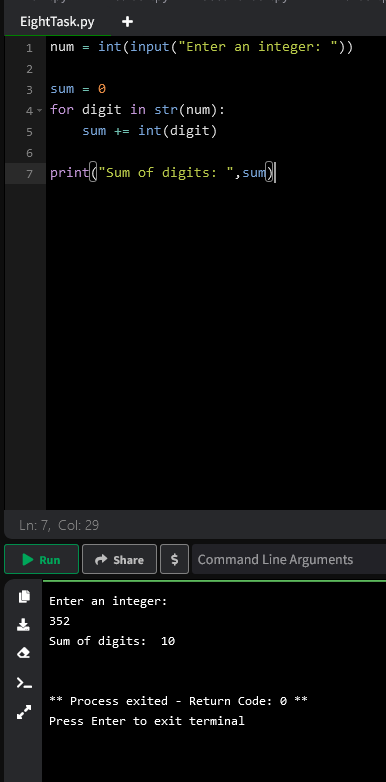 EightTask.py +
1 num = int(input("Enter an integer: "))
2
3 sum = 0
4 for digit in str(num):
5     sum += int(digit)
6
7 print("Sum of digits: ",sum)
Ln: 7, Col: 29
Run Share $ Command Line Arguments
Enter an integer:
352
Sum of digits:  10
** Process exited - Return Code: 0 **
Press Enter to exit terminal